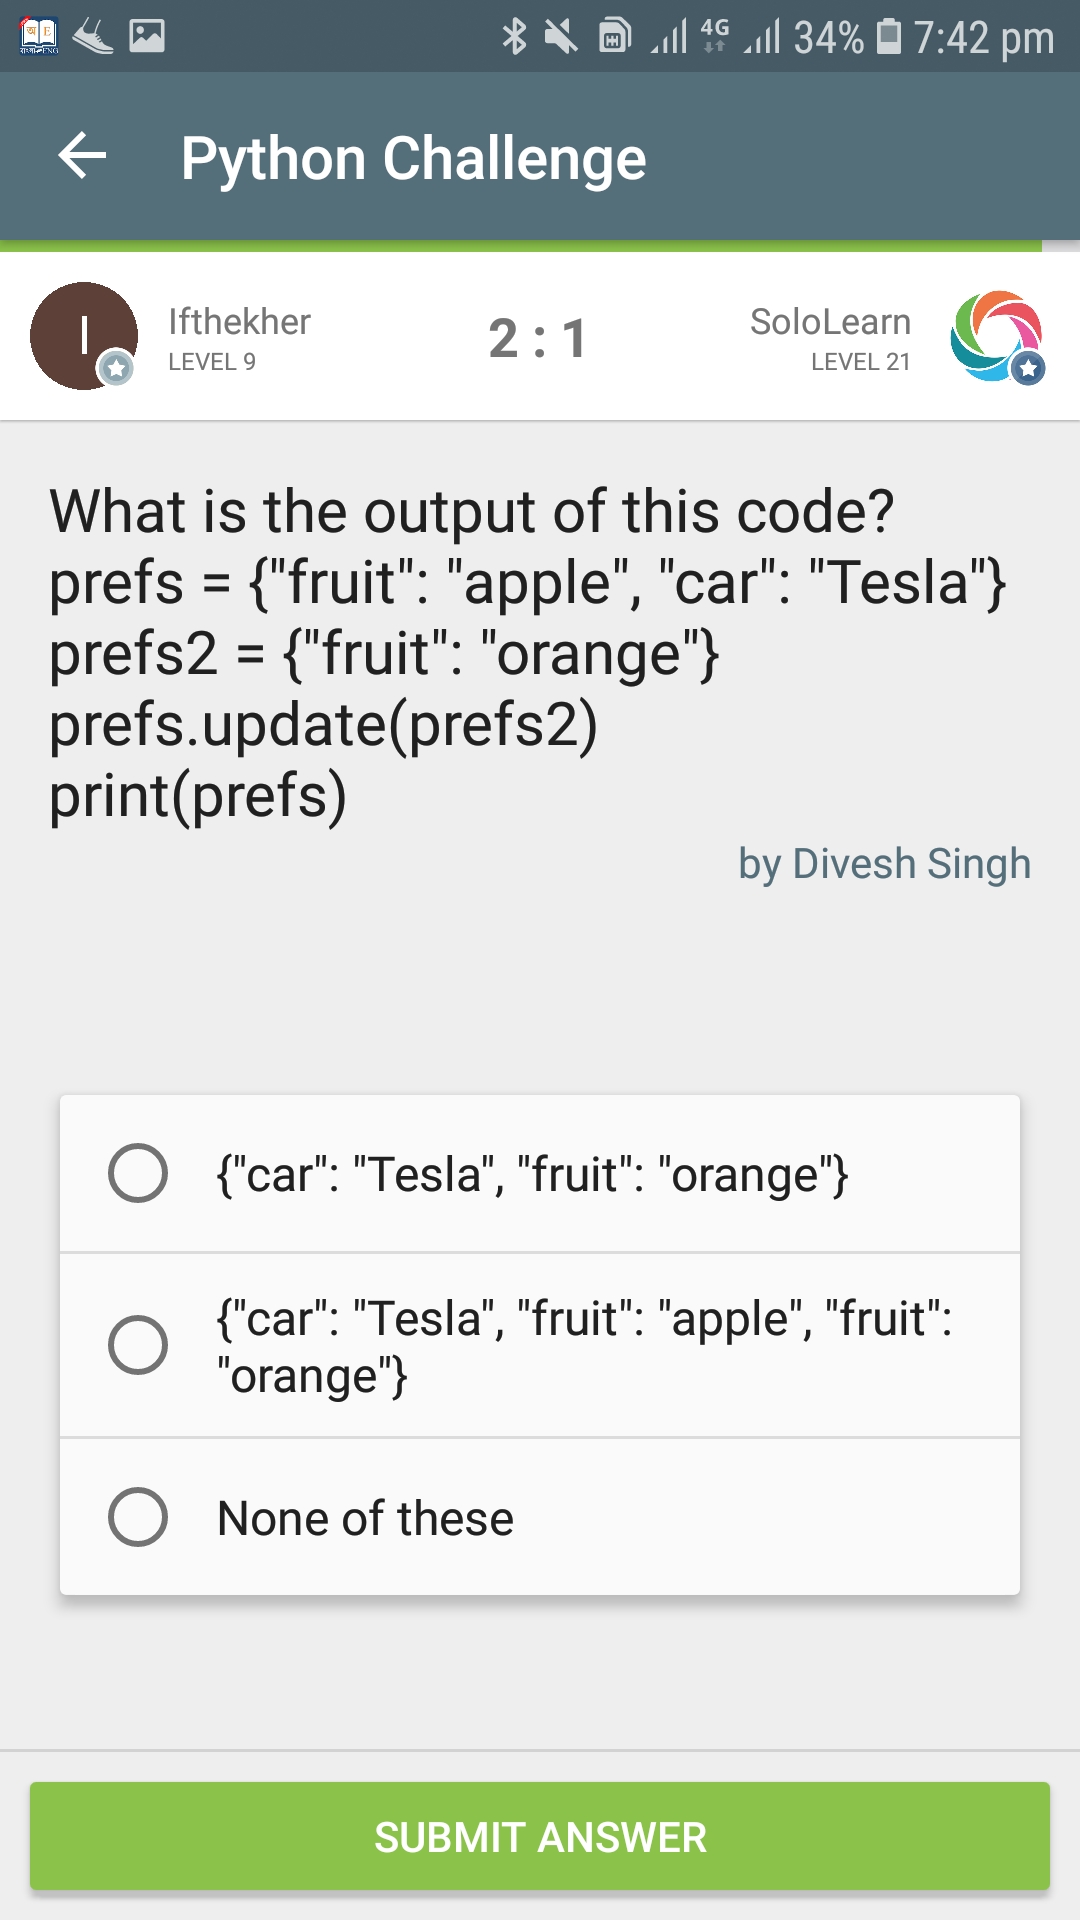 4G
34% 7:42 pm
Python Challenge
I
Ifthekher
LEVEL 9
2 : 1
SoloLearn
LEVEL 21
What is the output of this code?
prefs = {"fruit": "apple", "car": "Tesla"}
prefs2 = {"fruit": "orange"}
prefs.update(prefs2)
print(prefs)
by Divesh Singh
{"car": "Tesla", "fruit": "orange"}
{"car": "Tesla", "fruit": "apple", "fruit":
"orange"}
None of these
SUBMIT ANSWER